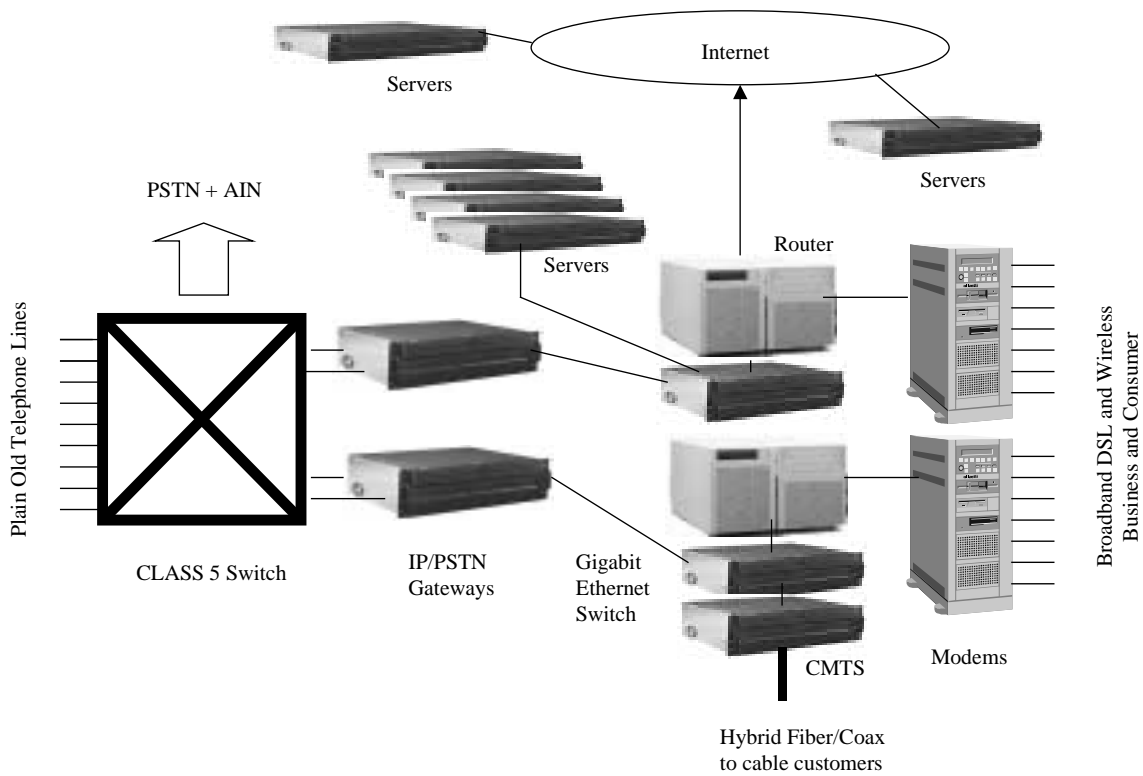 Internet
Servers
Servers
PSTN + AIN
Servers
Router
Plain Old Telephone Lines
Broadband DSL and Wireless
Business and Consumer
CLASS 5 Switch
IP/PSTN
Gateways
Gigabit
Ethernet
Switch
CMTS
Modems
Hybrid Fiber/Coax
to cable customers